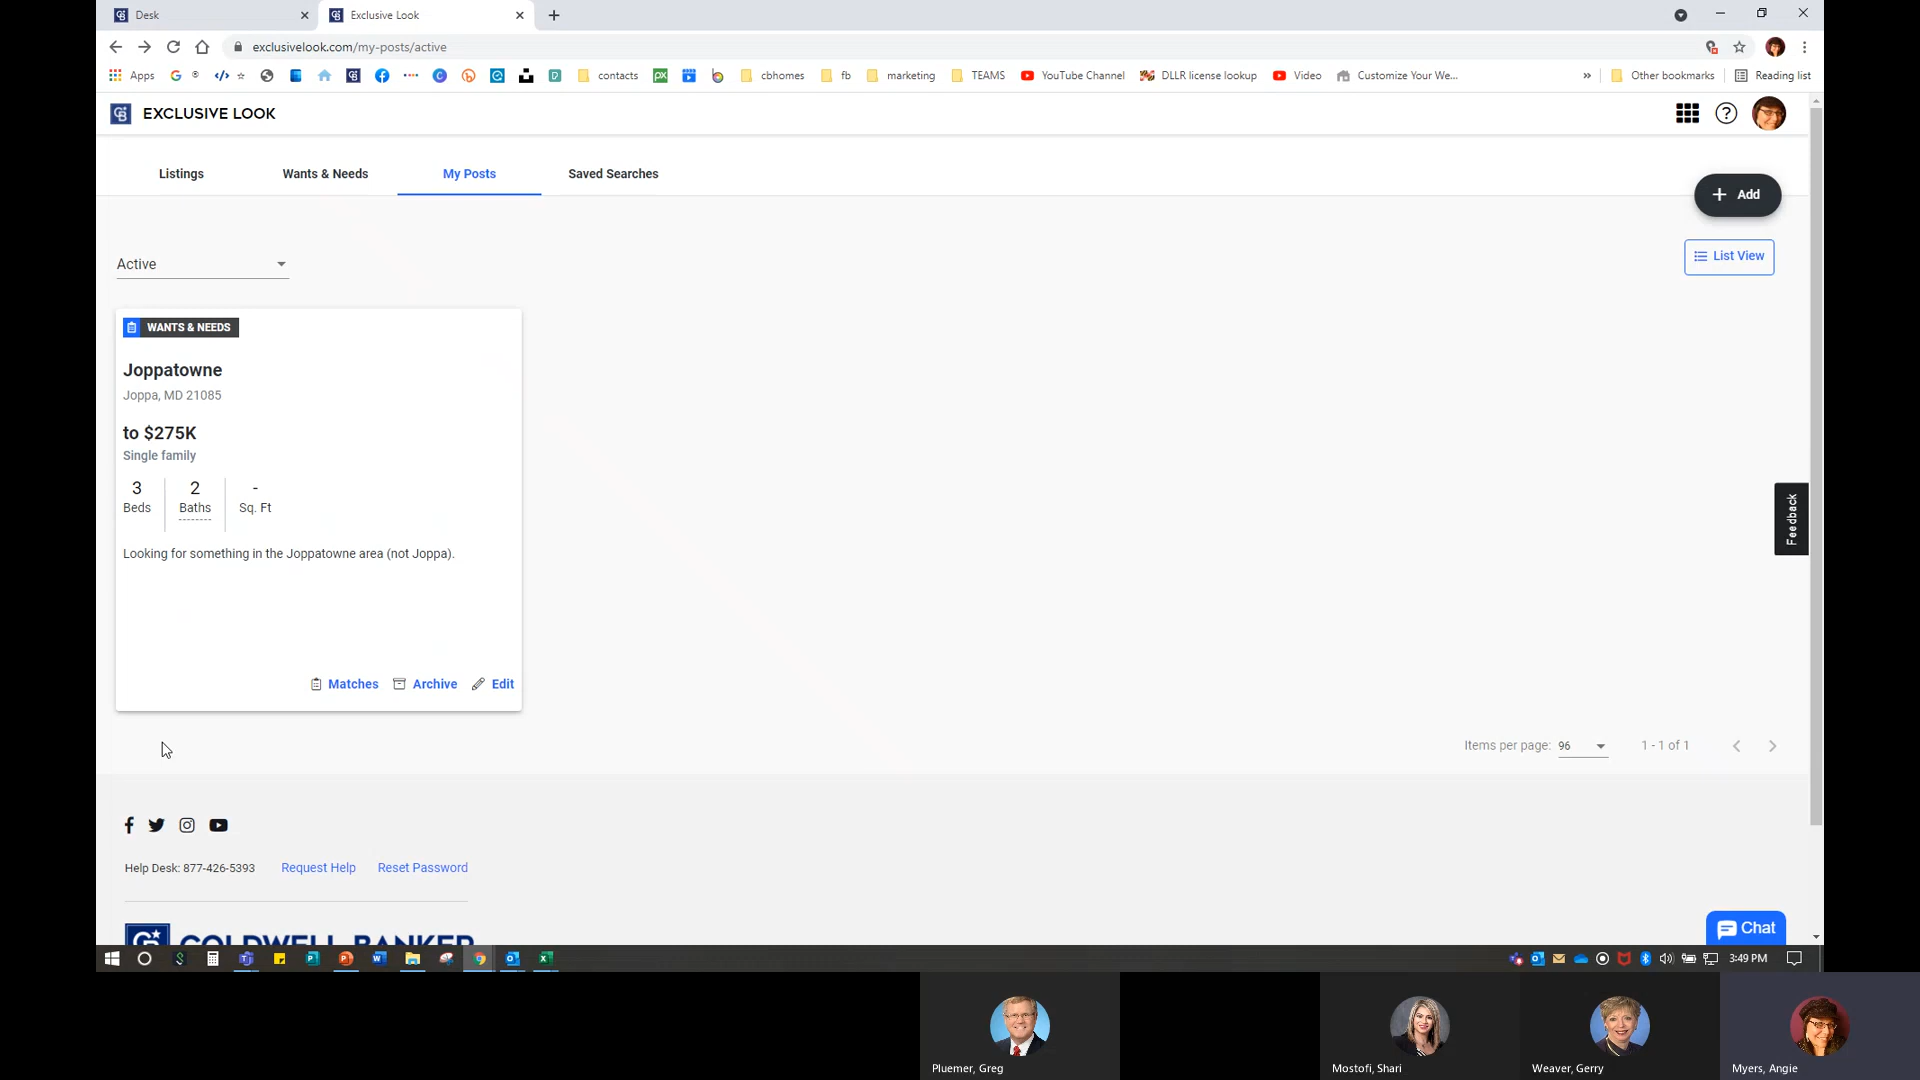 Desk
Exclusive Look
exclusivelook.com/my-posts/active
Apps
contacts
cbhomes
fb
marketing
TEAMS
YouTube Channel
DLLR license lookup
Video
Customize Your We...
Other bookmarks
Reading list
EXCLUSIVE LOOK
Listings
Wants & Needs
My Posts
Saved Searches
+ Add
Active
List View
WANTS & NEEDS
Joppatowne
Joppa, MD 21085
to $275K
Single family
3 2 -
Beds Baths Sq. Ft
Looking for something in the Joppatowne area (not Joppa).
Matches Archive Edit
Feedback
Items per page: 96 1 - 1 of 1
Help Desk: 877-426-5393 Request Help Reset Password
COLDWELL BANKER
Chat
3:49 PM
Pluemer, Greg
Mostofi, Shari
Weaver, Gerry
Myers, Angie